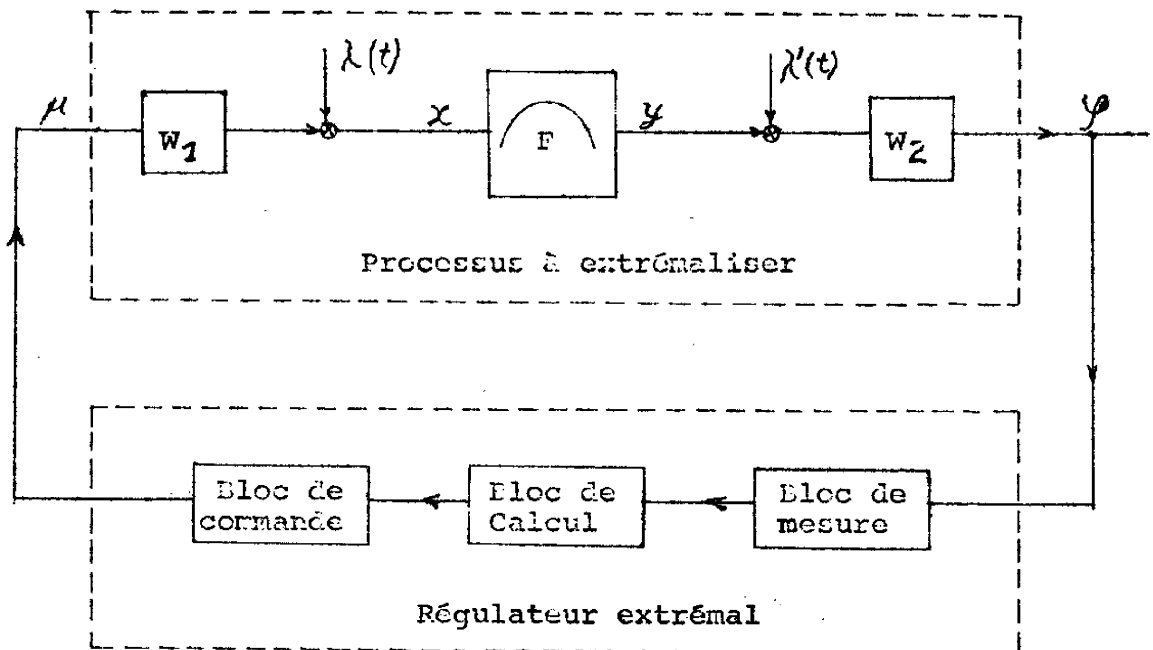 λ(t)
λ'(t)
μ
W₁
x
F
y
W₂
φ
Processus à extrémaliser
Bloc de
commande
Bloc de
Calcul
Bloc de
mesure
Régulateur extrémal